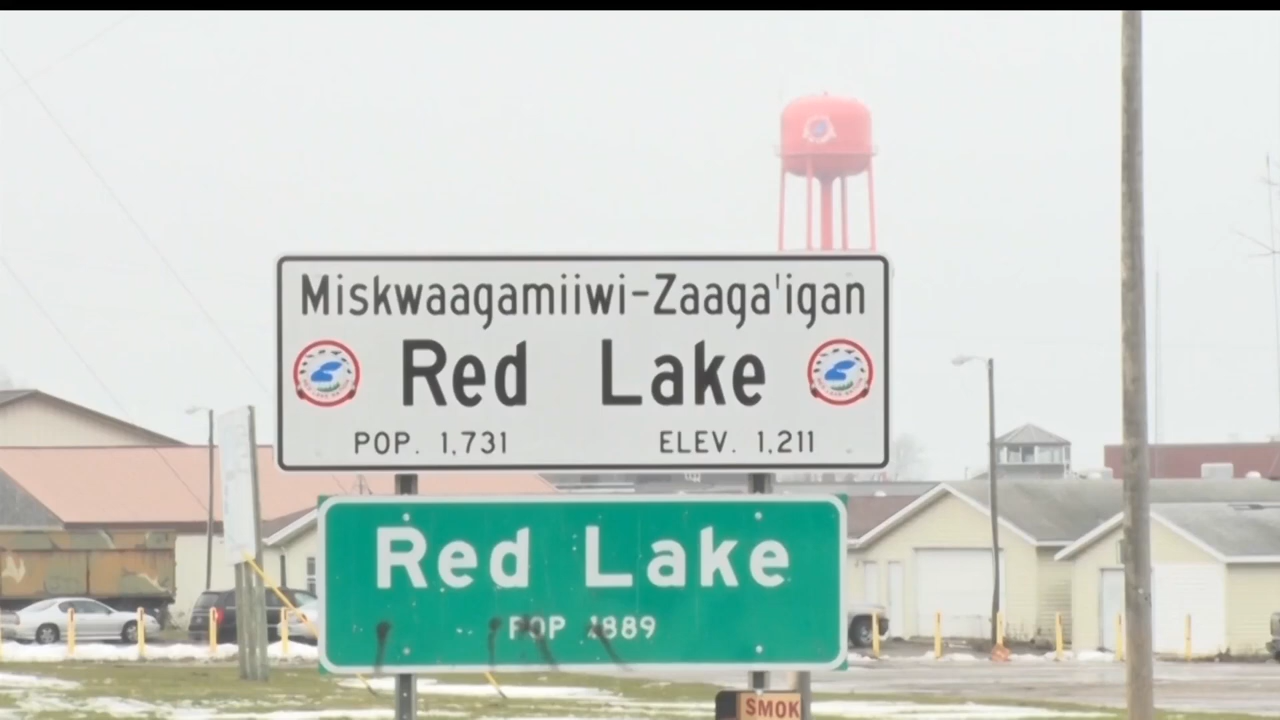 Miskwaagamiiwi-Zaaga'igan
Red Lake
POP. 1,731 ELEV. 1,211
Red Lake
POP 1889
SMOK